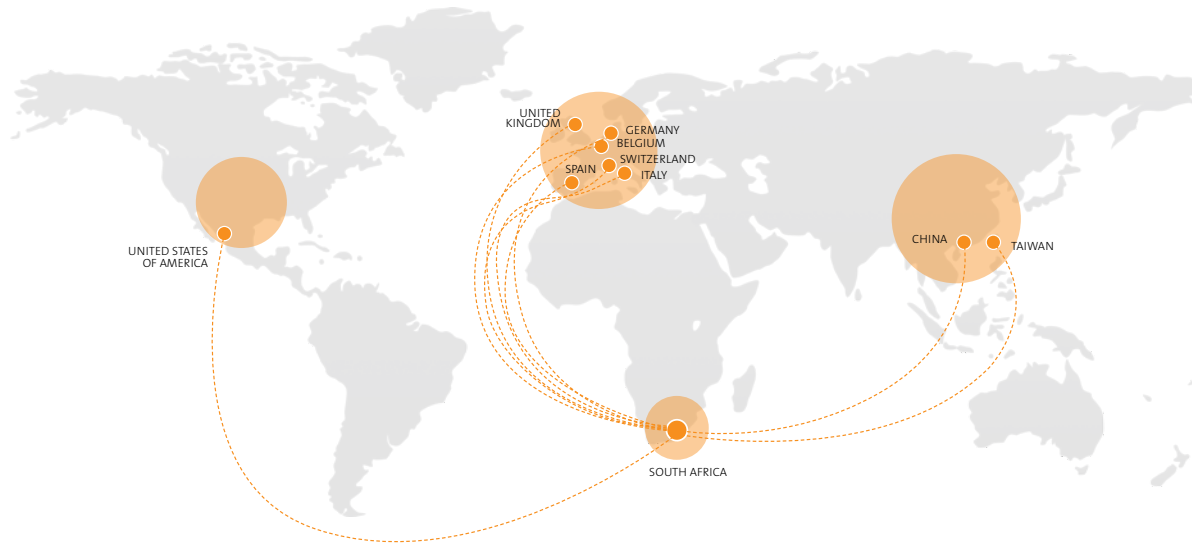 UNITED
KINGDOM
GERMANY
BELGIUM
SWITZERLAND
SPAIN
ITALY
CHINA
TAIWAN
UNITED STATES
OF AMERICA
SOUTH AFRICA